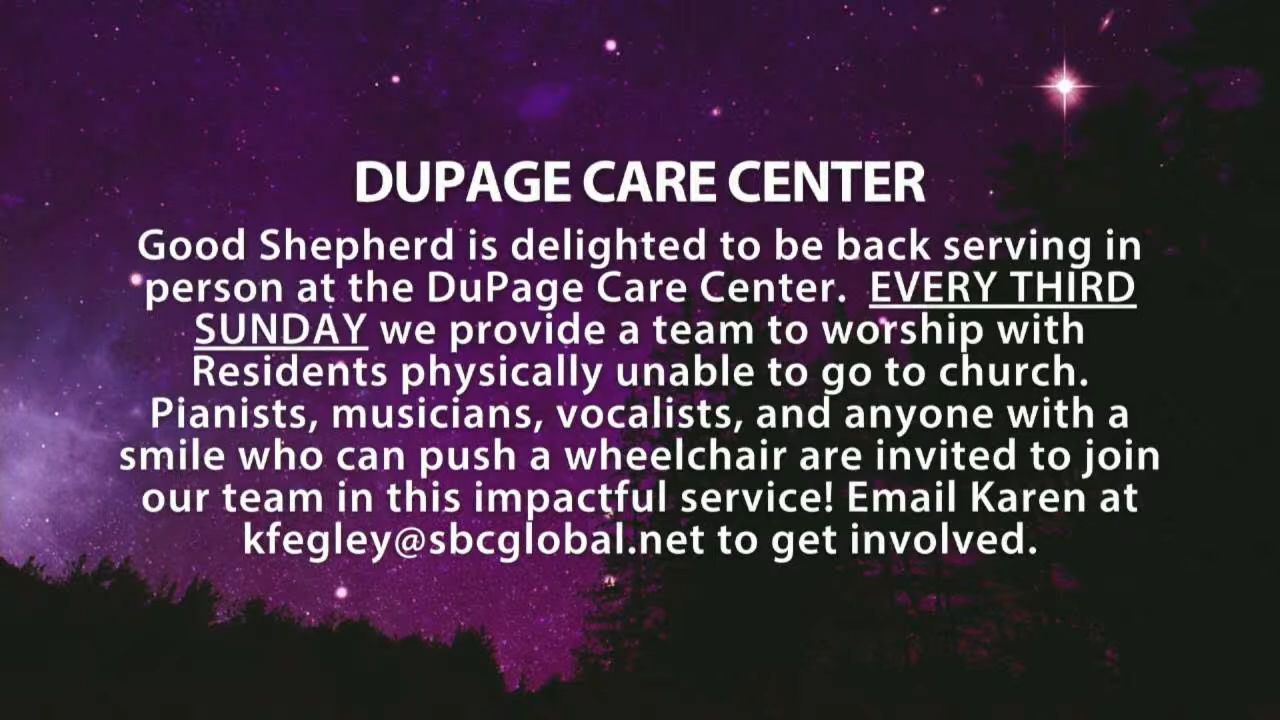 DUPAGE CARE CENTER
Good Shepherd is delighted to be back serving in
person at the DuPage Care Center.  EVERY THIRD
SUNDAY we provide a team to worship with
Residents physically unable to go to church.
Pianists, musicians, vocalists, and anyone with a
smile who can push a wheelchair are invited to join
our team in this impactful service! Email Karen at
kfegley@sbcglobal.net to get involved.